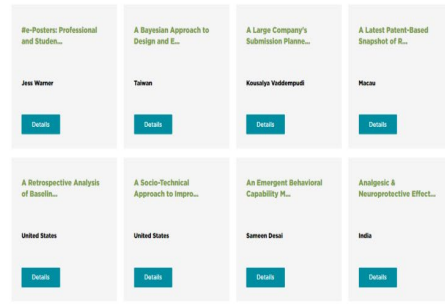 #e-Posters: Professional
and Studen...
Jess Warner
Details
A Bayesian Approach to
Design and E...
Taiwan
Details
A Large Company's
Submission Planne...
Kousalya Vaddempudi
Details
A Latest Patent-Based
Snapshot of R...
Macau
Details
A Retrospective Analysis
of Baselin...
United States
Details
A Socio-Technical
Approach to Impro...
United States
Details
An Emergent Behavioral
Capability M...
Sameen Desai
Details
Analgesic &
Neuroprotective Effect...
India
Details